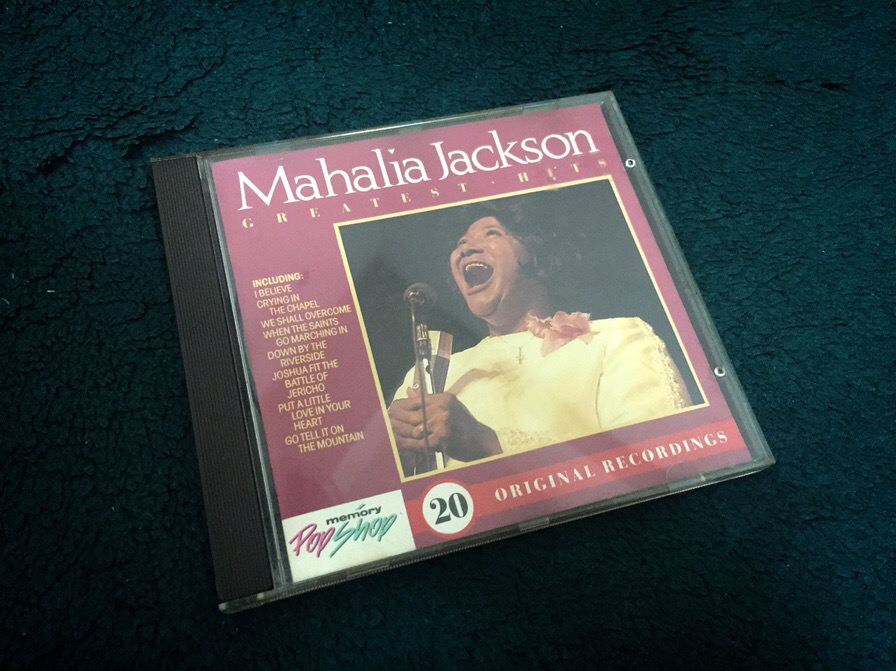 Mahalia Jackson
GREATEST · HITS
INCLUDING:
I BELIEVE
CRYING IN
THE CHAPEL
WE SHALL OVERCOME
WHEN THE SAINTS
GO MARCHING IN
DOWN BY THE
RIVERSIDE
JOSHUA FIT THE
BATTLE OF
JERICHO
PUT A LITTLE
LOVE IN YOUR
HEART
GO TELL IT ON
THE MOUNTAIN
memory
Pop Shop
20 ORIGINAL RECORDINGS